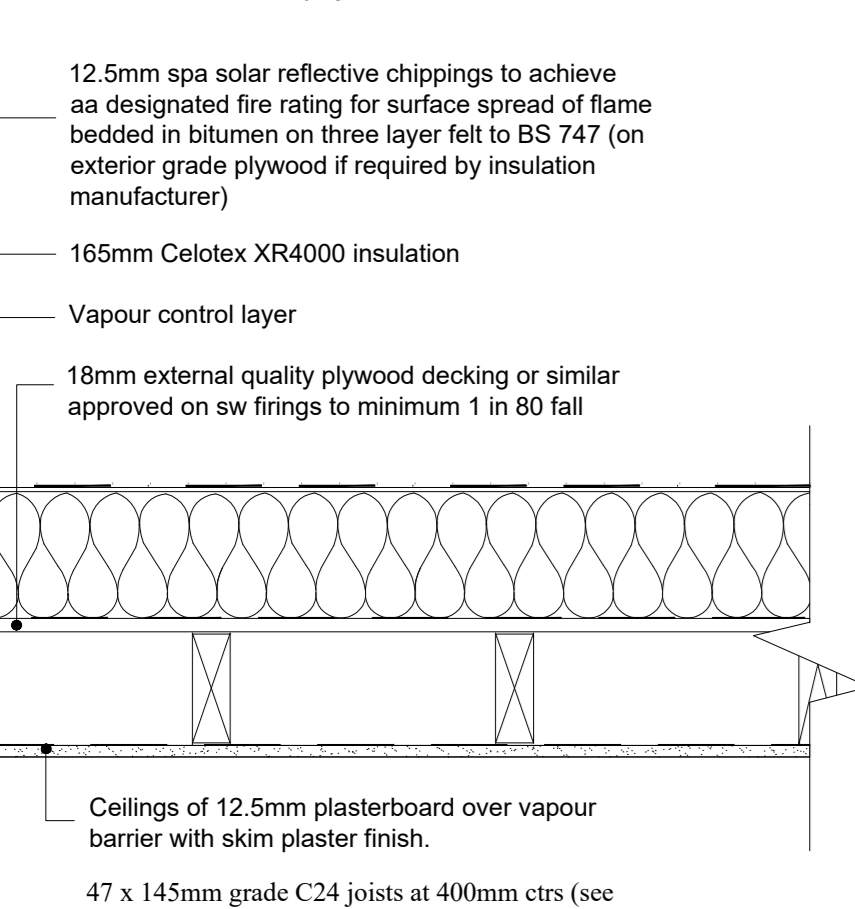 12.5mm spa solar reflective chippings to achieve
aa designated fire rating for surface spread of flame
bedded in bitumen on three layer felt to BS 747 (on
exterior grade plywood if required by insulation
manufacturer)
165mm Celotex XR4000 insulation
Vapour control layer
18mm external quality plywood decking or similar
approved on sw firings to minimum 1 in 80 fall
Ceilings of 12.5mm plasterboard over vapour
barrier with skim plaster finish.
47 x 145mm grade C24 joists at 400mm ctrs (see